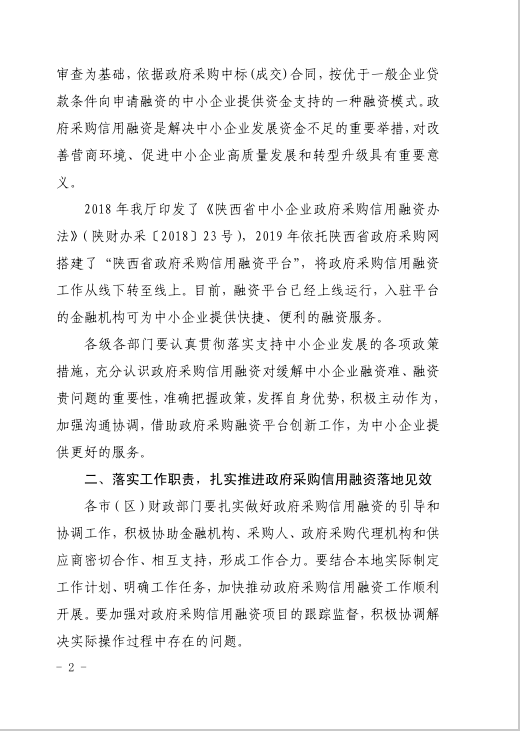 审查为基础，依据政府采购中标(成交)合同，按优于一般企业贷
款条件向申请融资的中小企业提供资金支持的一种融资模式。政
府采购信用融资是解决中小企业发展资金不足的重要举措，对改
善营商环境、促进中小企业高质量发展和转型升级具有重要意
义。
2018年我厅印发了《陕西省中小企业政府采购信用融资办
法》（陕财办采〔2018〕23号），2019年依托陕西省政府采购网
搭建了“陕西省政府采购信用融资平台”，将政府采购信用融资
工作从线下转至线上。目前，融资平台已经上线运行，入驻平台
的金融机构可为中小企业提供快捷、便利的融资服务。
各级各部门要认真贯彻落实支持中小企业发展的各项政策
措施，充分认识政府采购信用融资对缓解中小企业融资难、融资
贵问题的重要性，准确把握政策，发挥自身优势，积极主动作为，
加强沟通协调，借助政府采购融资平台创新工作，为中小企业提
供更好的服务。
二、落实工作职责，扎实推进政府采购信用融资落地见效
各市（区）财政部门要扎实做好政府采购信用融资的引导和
协调工作，积极协助金融机构、采购人、政府采购代理机构和供
应商密切合作、相互支持，形成工作合力。要结合本地实际制定
工作计划、明确工作任务，加快推动政府采购信用融资工作顺利
开展。要加强对政府采购信用融资项目的跟踪监督，积极协调解
决实际操作过程中存在的问题。
- 2 -